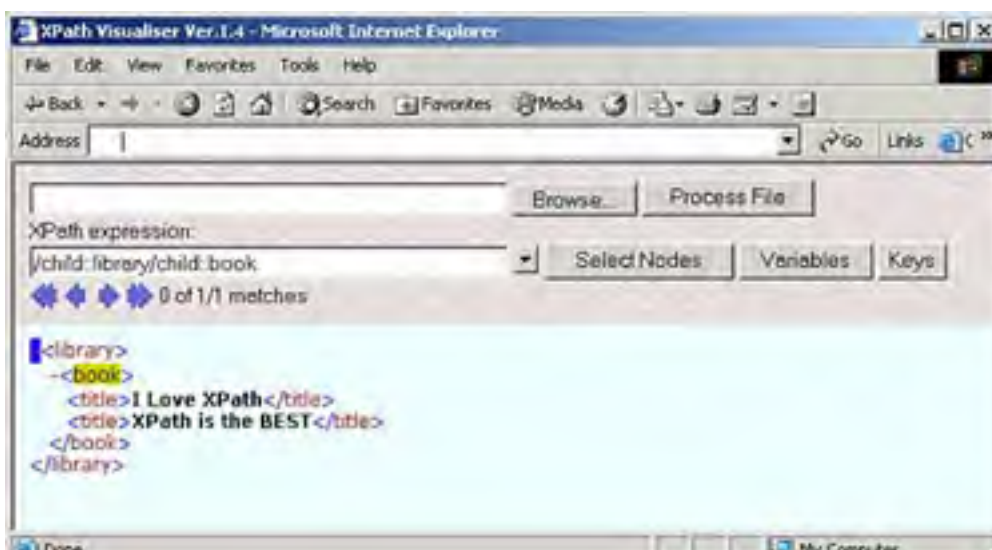 XPath Visualiser Ver.1.4 - Microsoft Internet Explorer
File Edit View Favorites Tools Help
Back Search Favorites Media
Address Go Links
Browse... Process File
XPath expression:
/child::library/child::book Select Nodes Variables Keys
0 of 1/1 matches
<library>
-<book>
<title>I Love XPath</title>
<title>XPath is the BEST</title>
</book>
</library>
Done My Computer